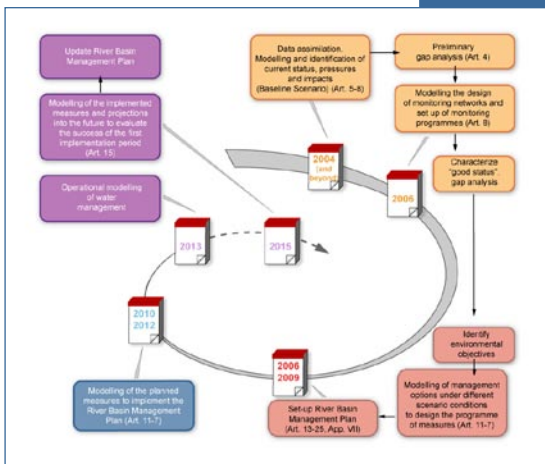 Update River Basin
Management Plan
Modelling of the implemented
measures and projections
into the future to evaluate
the success of the first
implementation period
(Art. 15)
Operational modelling
of water
management
Data assimilation.
Modelling and identification of
current status, pressures
and impacts
(Baseline Scenario) (Art. 5-8)
Preliminary
gap analysis (Art. 4)
Modelling the design
of monitoring networks and
set up of monitoring
programmes (Art. 8)
Characterize
"good status".
gap analysis
2004
(and
beyond)
2006
2013
2015
2010
2012
2006
2009
Identify
environmental
objectives
Modelling of management
options under different
scenario conditions
to design the programme
of measures (Art. 11-7)
Set-up River Basin
Management Plan
(Art. 13-25, App. VII)
Modelling of the planned
measures to implement the
River Basin Management
Plan (Art. 11-7)